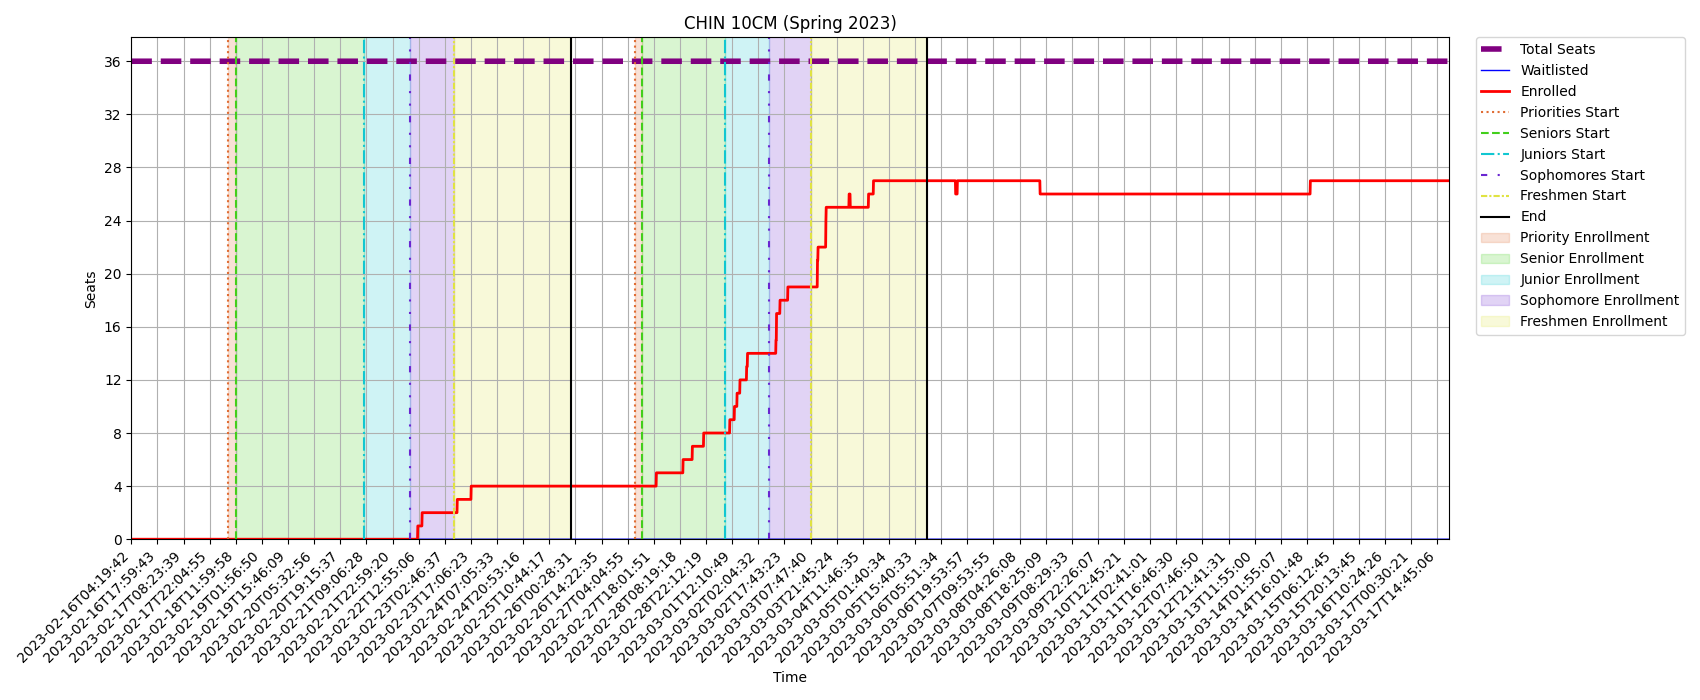 CHIN 10CM (Spring 2023)
Seats
36
32
28
24
20
16
12
8
4
0
2023-02-16T04:19:42
2023-02-16T17:59:43
2023-02-17T08:23:39
2023-02-17T22:04:55
2023-02-18T11:59:58
2023-02-19T01:56:50
2023-02-19T15:46:09
2023-02-20T05:32:56
2023-02-20T19:15:37
2023-02-21T09:06:28
2023-02-21T22:59:20
2023-02-22T12:55:06
2023-02-23T02:46:37
2023-02-23T17:06:23
2023-02-24T07:05:33
2023-02-24T20:53:16
2023-02-25T10:44:17
2023-02-26T00:28:31
2023-02-26T14:22:35
2023-02-27T04:04:55
2023-02-27T18:01:51
2023-02-28T08:19:18
2023-02-28T22:12:19
2023-03-01T12:10:49
2023-03-02T02:04:32
2023-03-02T17:43:23
2023-03-03T07:47:40
2023-03-03T21:45:24
2023-03-04T11:46:35
2023-03-05T01:40:34
2023-03-05T15:40:33
2023-03-06T05:51:34
2023-03-06T19:53:57
2023-03-07T09:53:55
2023-03-08T04:26:08
2023-03-08T18:25:09
2023-03-09T08:29:33
2023-03-09T22:26:07
2023-03-10T12:45:21
2023-03-11T02:41:01
2023-03-11T16:46:30
2023-03-12T07:46:50
2023-03-12T21:41:31
2023-03-13T11:55:00
2023-03-14T01:55:07
2023-03-14T16:01:48
2023-03-15T06:12:45
2023-03-15T20:13:45
2023-03-16T10:24:26
2023-03-17T00:30:21
2023-03-17T14:45:06
Time
Total Seats
Waitlisted
Enrolled
Priorities Start
Seniors Start
Juniors Start
Sophomores Start
Freshmen Start
End
Priority Enrollment
Senior Enrollment
Junior Enrollment
Sophomore Enrollment
Freshmen Enrollment